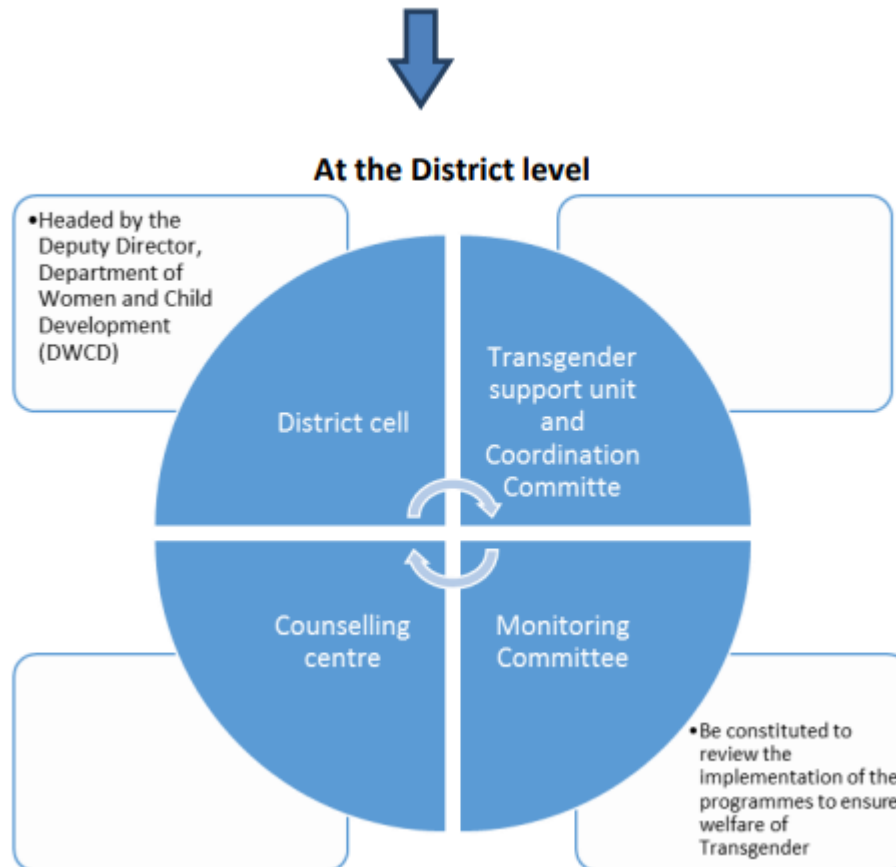 At the District level
•Headed by the
Deputy Director,
Department of
Women and Child
Development
(DWCD)
District cell
Transgender
support unit
and
Coordination
Committe
Counselling
centre
Monitoring
Committee
•Be constituted to
review the
implementation of the
programmes to ensure
welfare of
Transgender